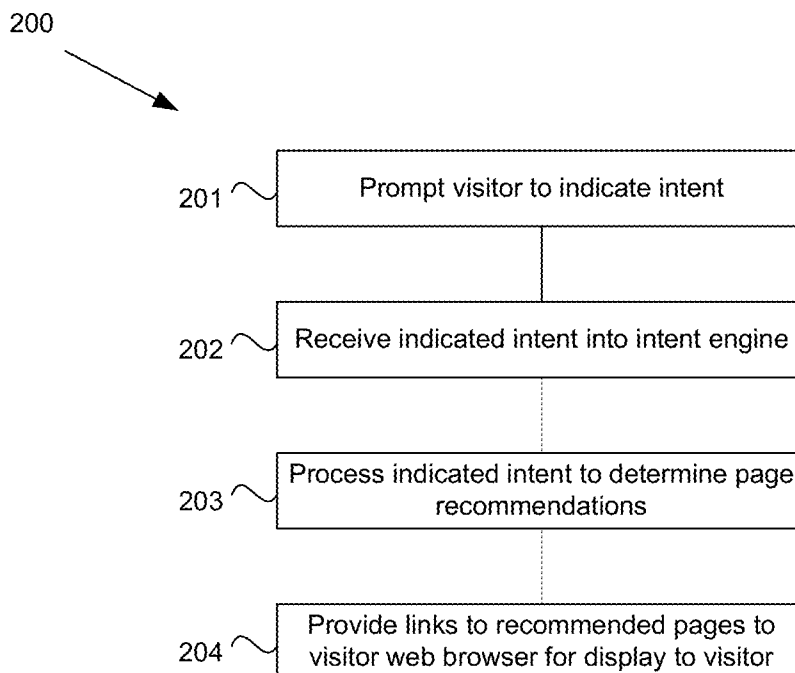 200
201
Prompt visitor to indicate intent
202
Receive indicated intent into intent engine
203
Process indicated intent to determine page
recommendations
204
Provide links to recommended pages to
visitor web browser for display to visitor